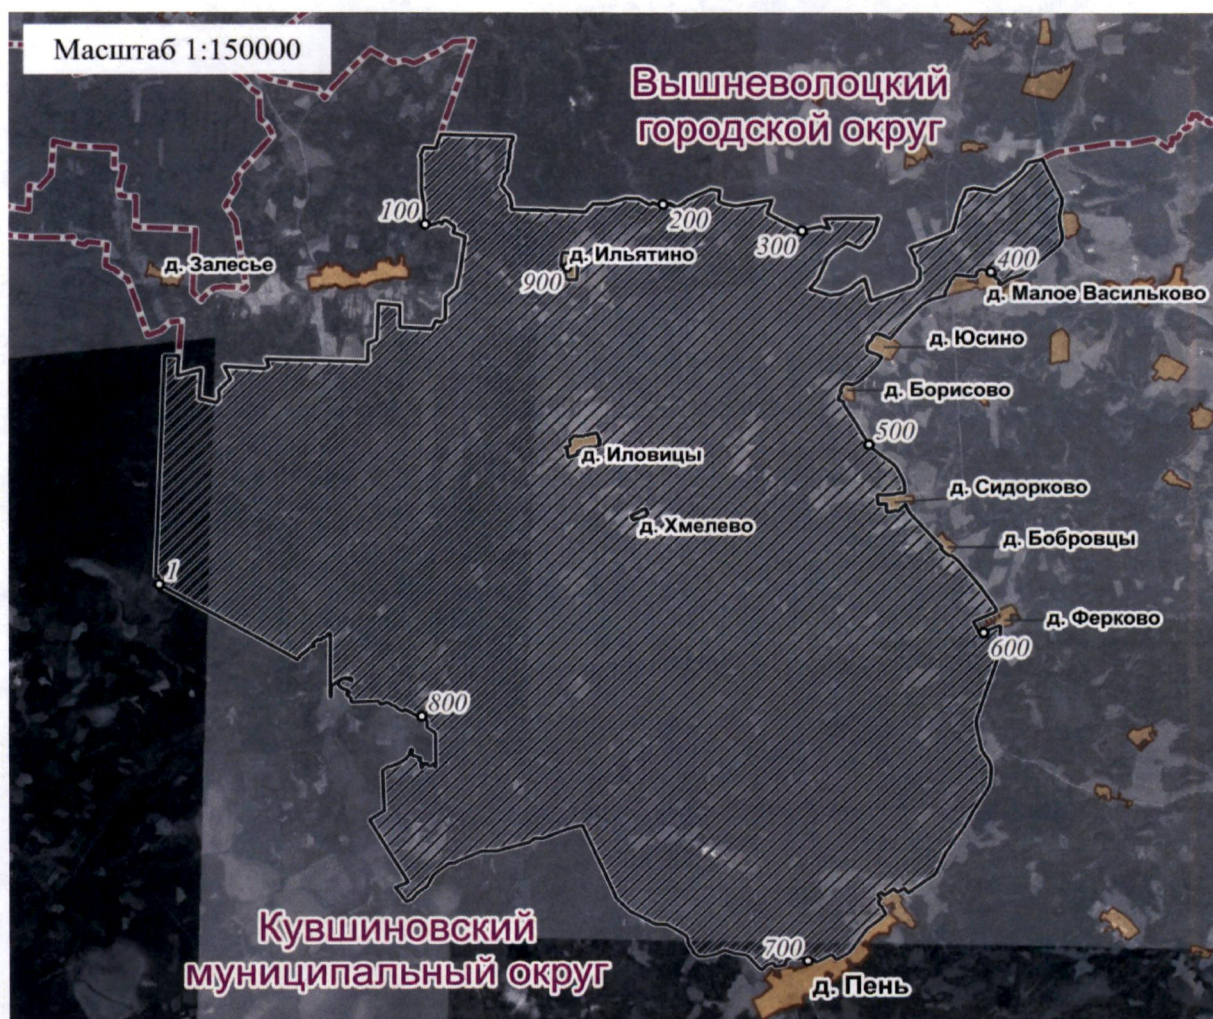 Масштаб 1:150000
Вышневолоцкий
городской округ
100
200
300
д. Ильятино
900
д. Залесье
400
д. Малое Васильково
д. Юсино
д. Борисово
500
д. Иловицы
д. Сидорково
д. Хмелево
д. Бобровцы
1
д. Ферково
600
800
Кувшиновский
муниципальный округ
700
д. Пень